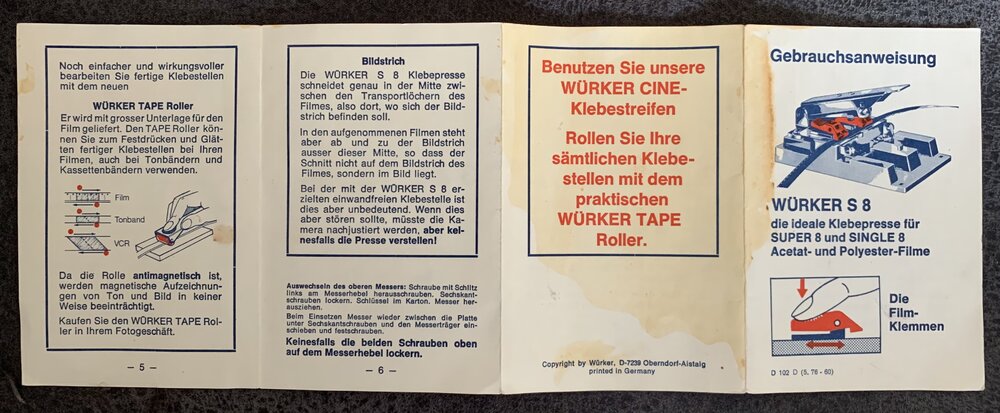 Noch einfacher und wirkungsvoller
bearbeiten Sie fertige Klebestellen
mit dem neuen
WÜRKER TAPE Roller
Er wird mit grosser Unterlage für den
Film geliefert. Den TAPE Roller kön-
nen Sie zum Festdrücken und Glät-
ten fertiger Klebestellen bei Ihren
Filmen, auch bei Tonbändern und
Kassettenbändern verwenden.
Film
Tonband
VCR
Da die Rolle antimagnetisch ist,
werden magnetische Aufzeichnun-
gen von Ton und Bild in keiner
Weise beeinträchtigt.
Kaufen Sie den WÜRKER TAPE Rol-
ler in Ihrem Fotogeschäft.
— 5 —
Bildstrich
Die WÜRKER S 8 Klebepresse
schneidet genau in der Mitte zwi-
schen den Transportlöchern des
Filmes, also dort, wo sich der Bild-
strich befinden soll.
In den aufgenommenen Filmen steht
aber ab und zu der Bildstrich
ausser dieser Mitte, so dass der
Schnitt nicht auf dem Bildstrich des
Filmes, sondern im Bild liegt.
Bei der mit der WÜRKER S 8 er-
zielten einwandfreien Klebestelle ist
dies aber unbedeutend. Wenn dies
aber stören sollte, müsste die Ka-
mera nachjustiert werden, aber kei-
nesfalls die Presse verstellen!
Auswechseln des oberen Messers: Schraube mit Schlitz
links am Messerhebel herausschrauben. Sechskant-
schrauben lockern. Schlüssel im Karton. Messer her-
ausziehen.
Beim Einsetzen Messer wieder zwischen die Platte
unter Sechskantschrauben und den Messerträger ein-
schieben und festschrauben.
Keinesfalls die beiden Schrauben oben
auf dem Messerhebel lockern.
— 6 —
Benutzen Sie unsere
WÜRKER CINE-
Klebestreifen
Rollen Sie Ihre
sämtlichen Klebe-
stellen mit dem
praktischen
WÜRKER TAPE
Roller.
Copyright by Würker, D-7238 Oberndorf-Aistaig
printed in Germany
Gebrauchsanweisung
WÜRKER S 8
die ideale Klebepresse für
SUPER 8 und SINGLE 8
Acetat- und Polyester-Filme
Die
Film-
Klemmen
D 102 D (5. 76 - 60)